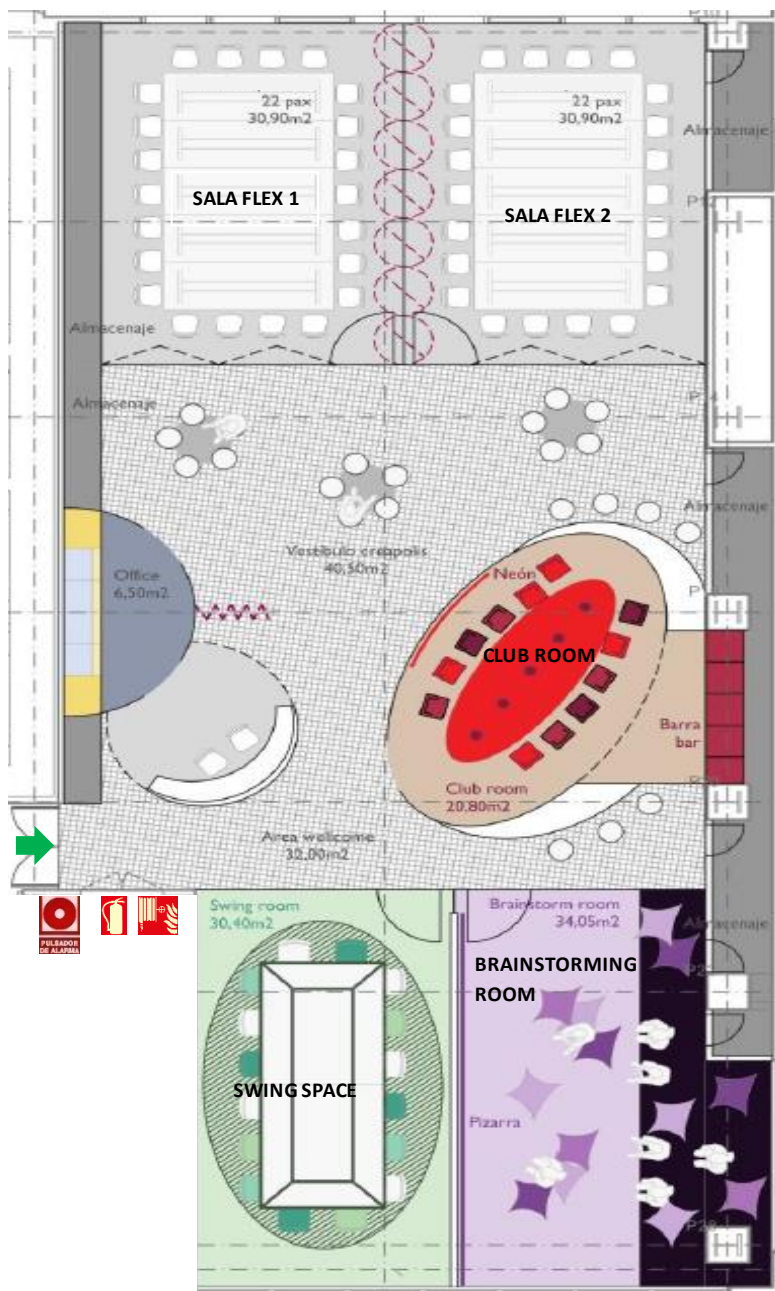 22 pax
30,90m2
SALA FLEX 1
22 pax
30,90m2
SALA FLEX 2
Almacenaje
Almacenaje
Almacenaje
Almacenaje
Vestíbulo creapolis
40,50m2
Office
6,50m2
Neón
CLUB ROOM
Barra
bar
Club room
20,80m2
Area wellcome
32,00m2
PULSADOR
DE ALARMA
Swing room
30,40m2
Brainstorm room
34,05m2
Almacenaje
BRAINSTORMING
ROOM
SWING SPACE
Pizarra